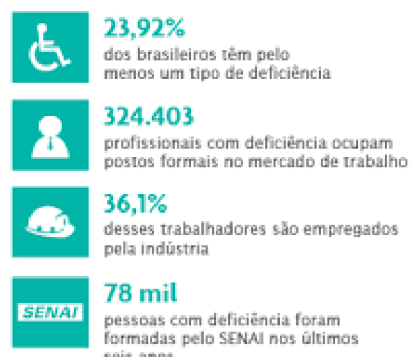 23,92%
dos brasileiros têm pelo
menos um tipo de deficiência
324.403
profissionais com deficiência ocupam
postos formais no mercado de trabalho
36,1%
desses trabalhadores são empregados
pela indústria
SENAI
78 mil
pessoas com deficiência foram
formadas pelo SENAI nos últimos
seis anos